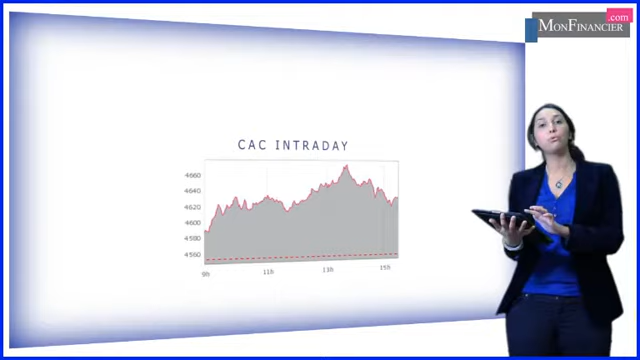 .com
MONFINANCIER
CAC INTRADAY
4660
4640
4620
4600
4580
4560
9h
11h
13h
15h